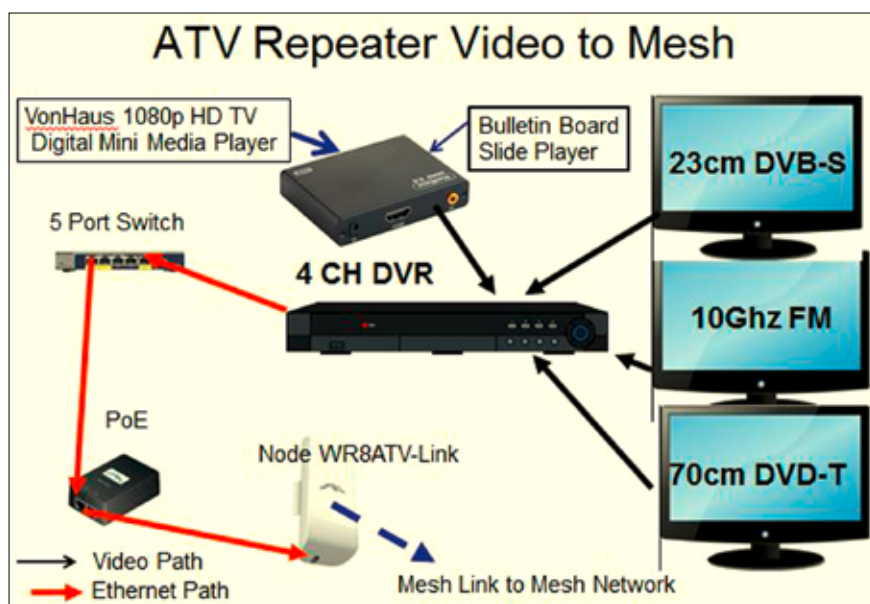 ATV Repeater Video to Mesh
VonHaus 1080p HD TV
Digital Mini Media Player
Bulletin Board
Slide Player
23cm DVB-S
5 Port Switch
4 CH DVR
10Ghz FM
PoE
Node WR8ATV-Link
70cm DVD-T
Video Path
Ethernet Path
Mesh Link to Mesh Network